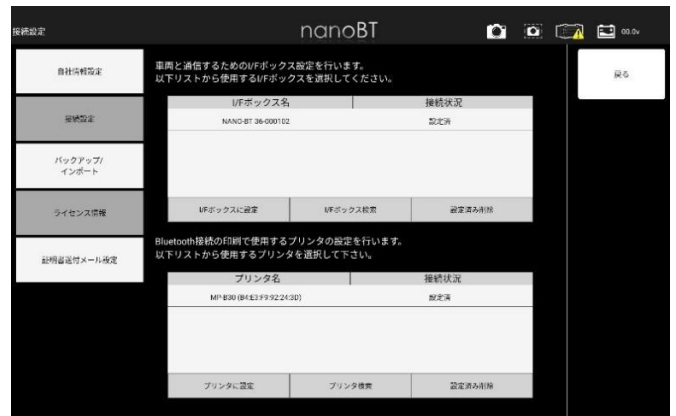 接続設定
nanoBT
00.0v
自社情報設定
接続設定
バックアップ/
インポート
ライセンス情報
証明書送付メール設定
車両と通信するためのI/Fボックス設定を行います。
以下リストから使用するI/Fボックスを選択してください。
I/Fボックス名 接続状況
NANO-BT 36-000102 設定済
I/Fボックスに設定 I/Fボックス検索 設定済み削除
Bluetooth接続の印刷で使用するプリンタの設定を行います。
以下リストから使用するプリンタを選択して下さい。
プリンタ名 接続状況
MP-B30 (B4:E3:F9:92:24:3D) 設定済
プリンタに設定 プリンタ検索 設定済み削除
戻る